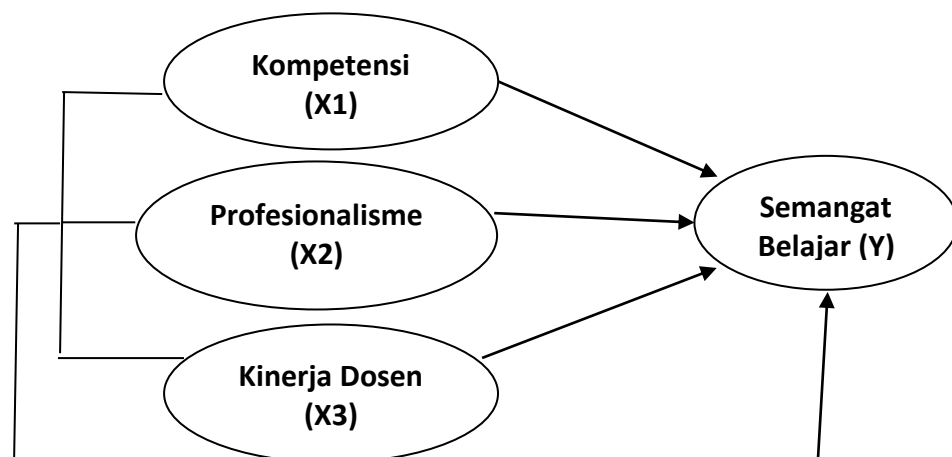 Kompetensi
(X1)
Profesionalisme
(X2)
Semangat
Belajar (Y)
Kinerja Dosen
(X3)